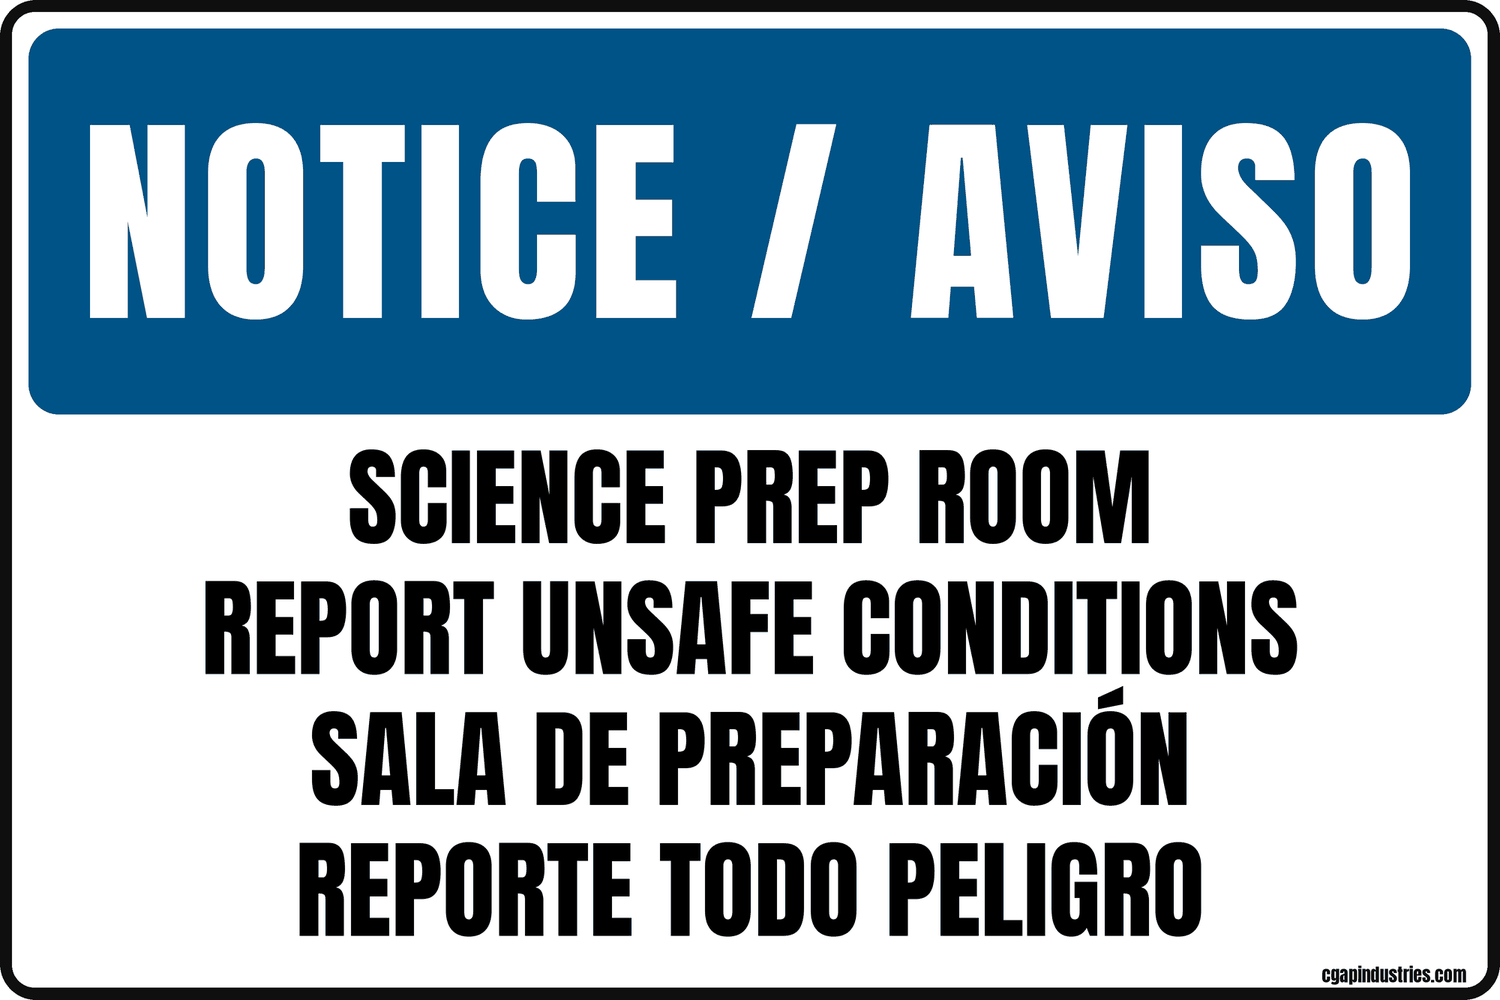 NOTICE / AVISO
SCIENCE PREP ROOM
REPORT UNSAFE CONDITIONS
SALA DE PREPARACIÓN
REPORTE TODO PELIGRO
cgapindustries.com